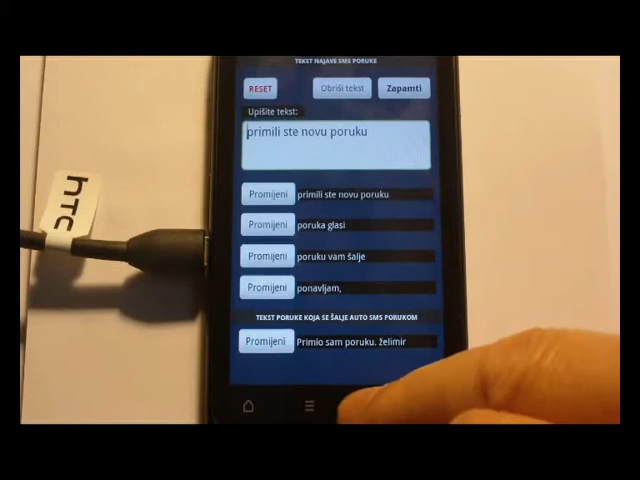 TEKST NAJAVE SMS PORUKE
RESET
Obriši tekst
Zapamti
Upišite tekst:
primili ste novu poruku
Promijeni primili ste novu poruku
Promijeni poruka glasi
Promijeni poruku vam šalje
Promijeni ponavljam,
TEKST PORUKE KOJA SE ŠALJE AUTO SMS PORUKOM
Promijeni Primio sam poruku. želimir
hTC